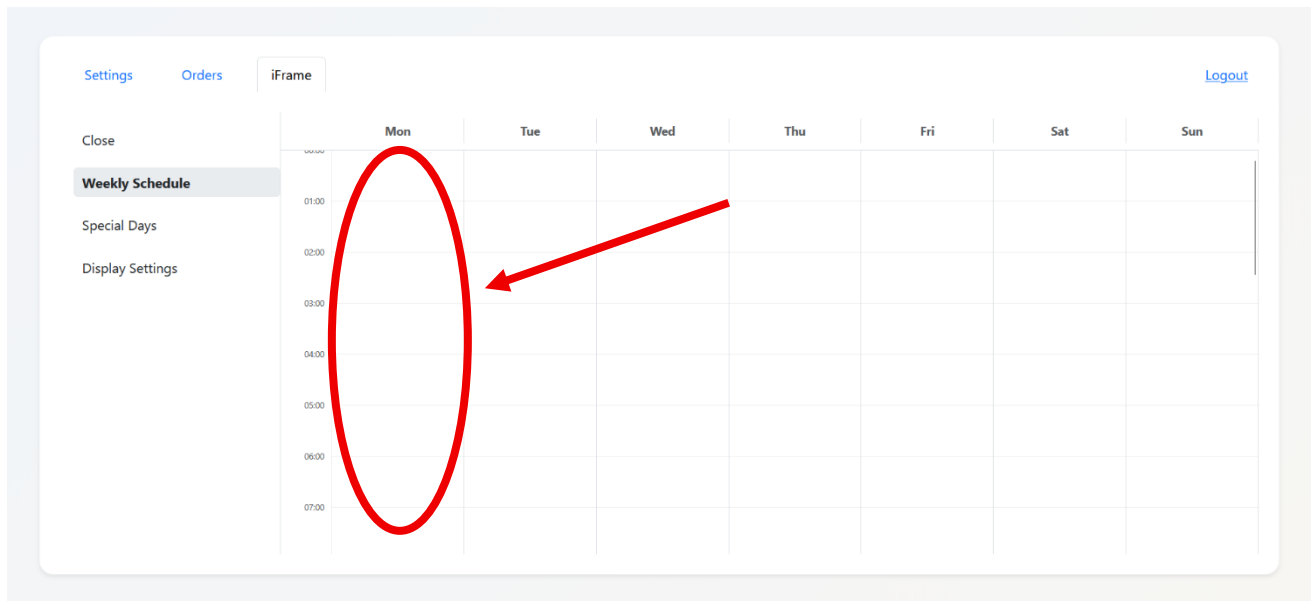 Settings Orders iFrame Logout
Close
Weekly Schedule
Special Days
Display Settings
Mon Tue Wed Thu Fri Sat Sun
01:00
02:00
03:00
04:00
05:00
06:00
07:00